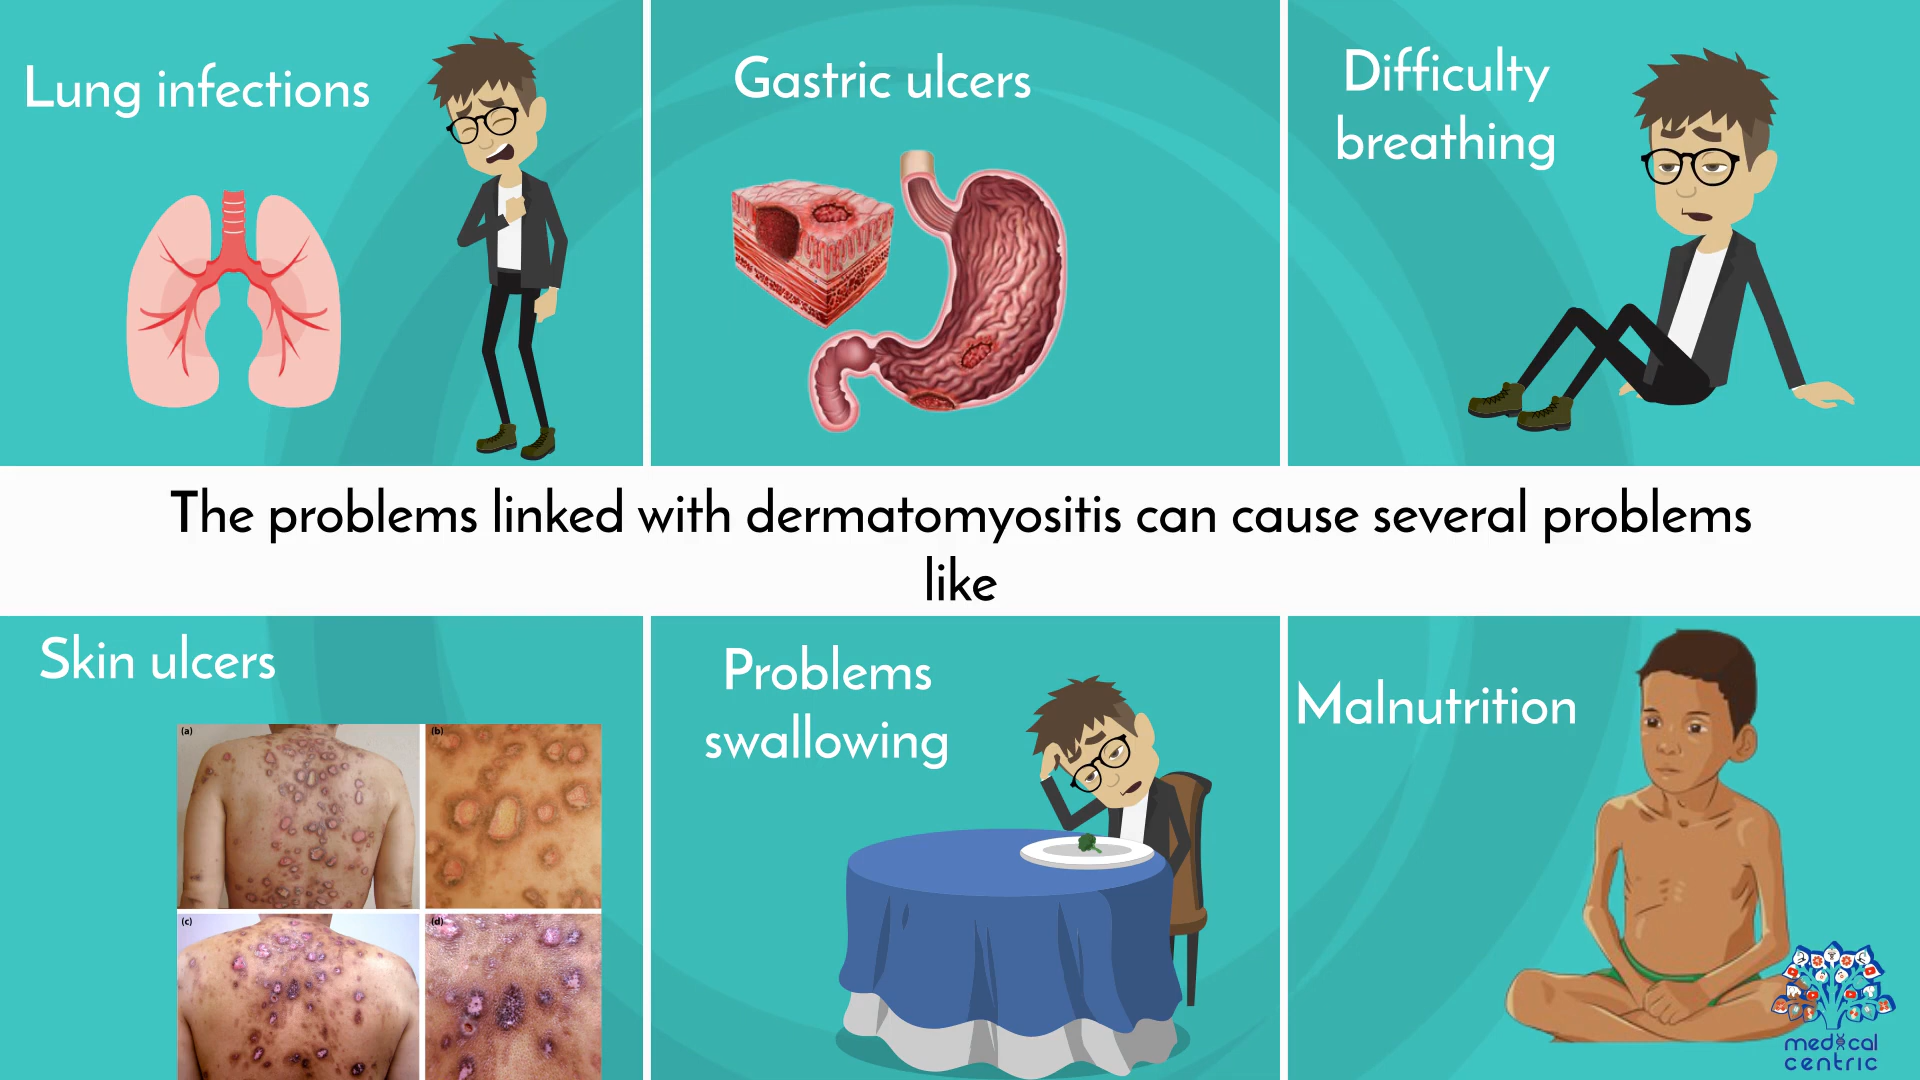 Lung infections
Gastric ulcers
Difficulty
breathing
The problems linked with dermatomyositis can cause several problems
like
Skin ulcers
(a)
(b)
(c)
(d)
Problems
swallowing
Malnutrition
medical
centric